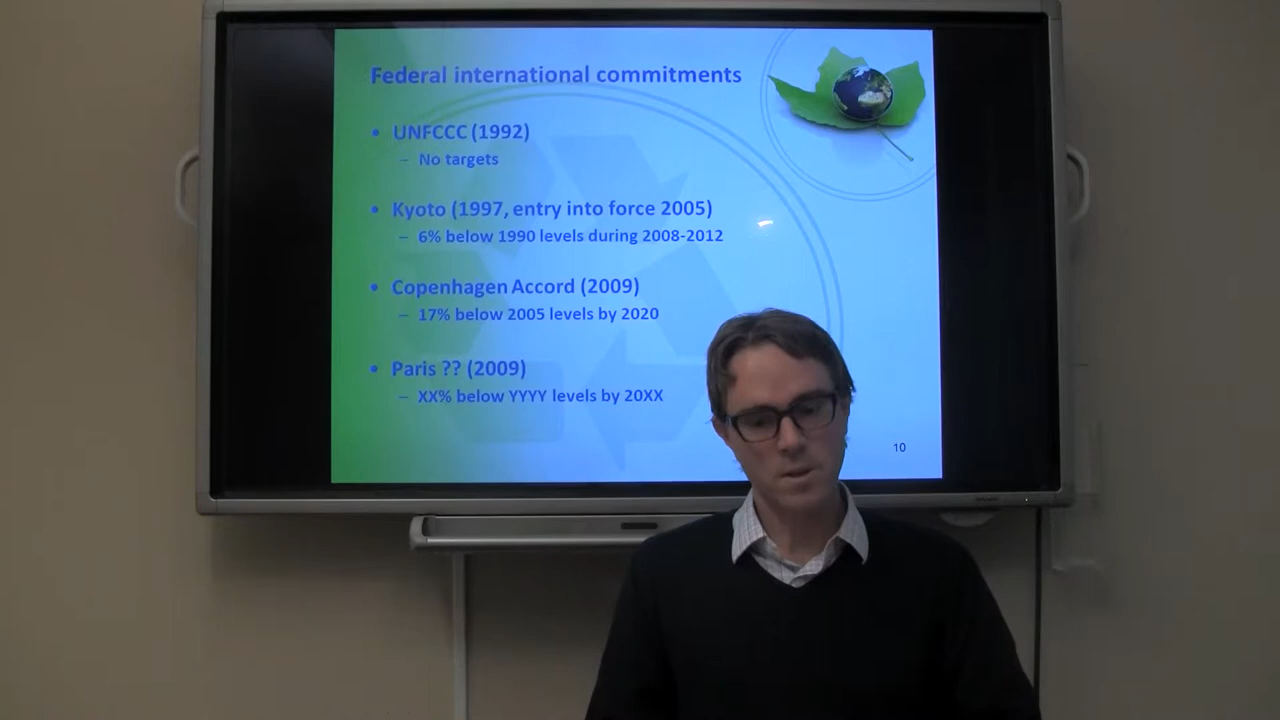 Federal international commitments
• UNFCCC (1992)
– No targets
• Kyoto (1997, entry into force 2005)
– 6% below 1990 levels during 2008-2012
• Copenhagen Accord (2009)
– 17% below 2005 levels by 2020
• Paris ?? (2009)
– XX% below YYYY levels by 20XX
10